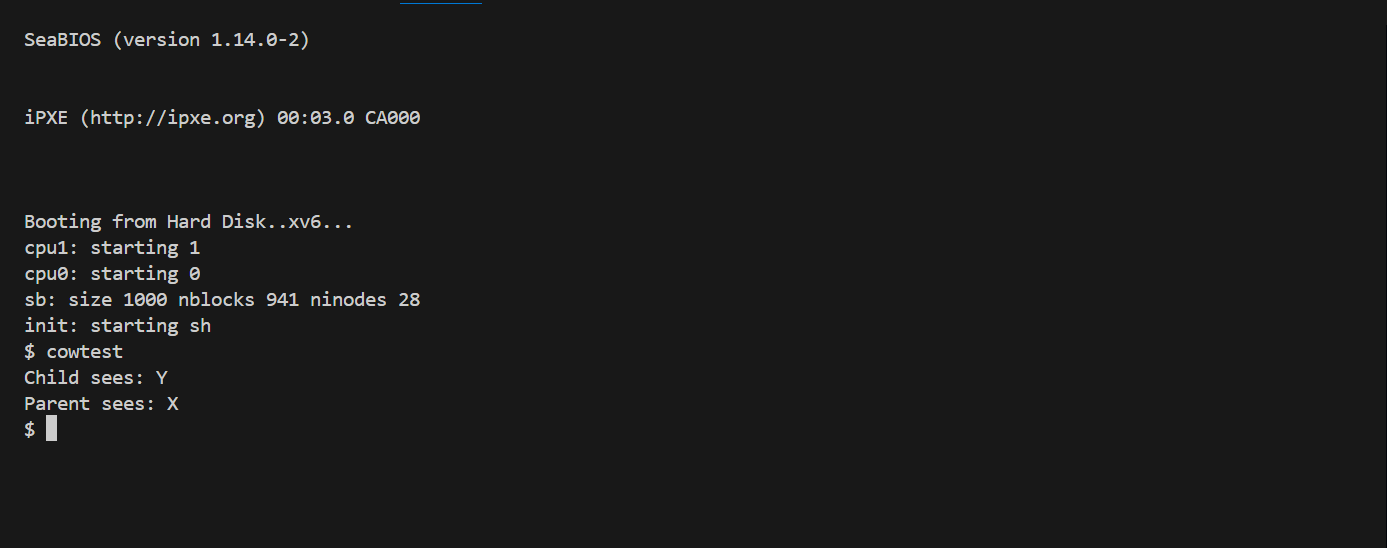 SeaBIOS (version 1.14.0-2)
iPXE (http://ipxe.org) 00:03.0 CA000
Booting from Hard Disk..xv6...
cpu1: starting 1
cpu0: starting 0
sb: size 1000 nblocks 941 ninodes 28
init: starting sh
$ cowtest
Child sees: Y
Parent sees: X
$